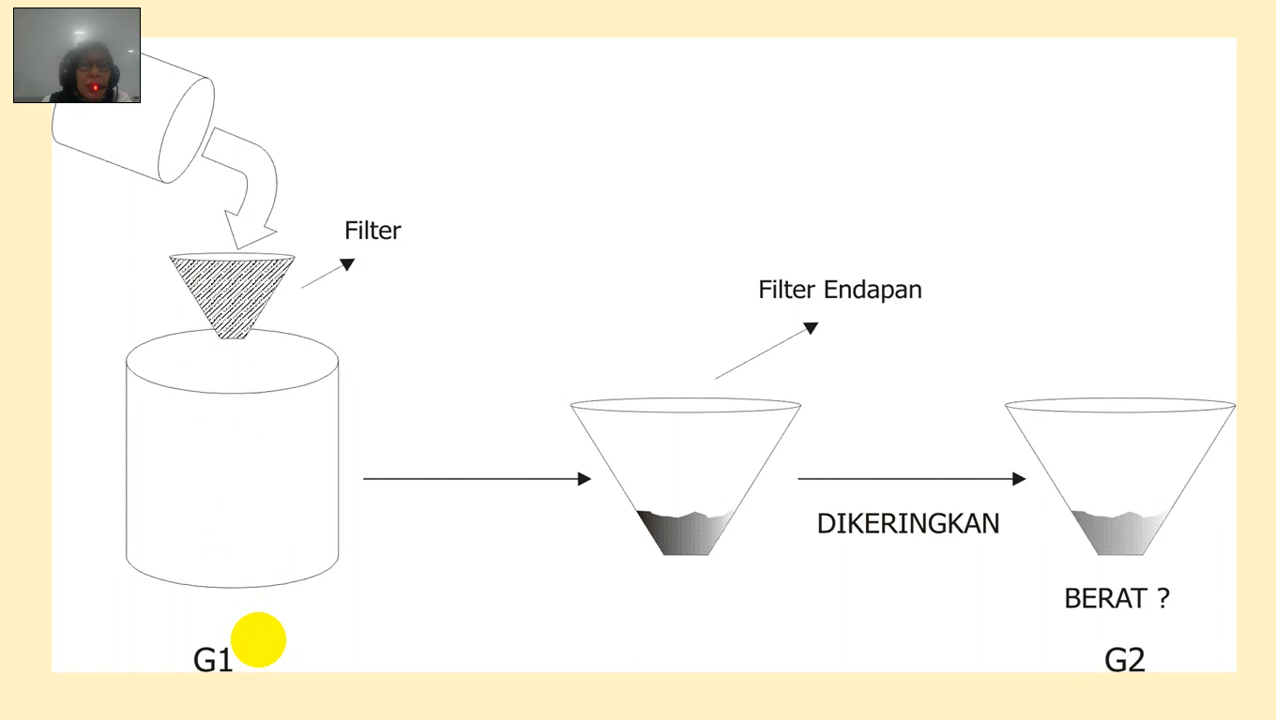 Filter
Filter Endapan
DIKERINGKAN
BERAT ?
G1
G2